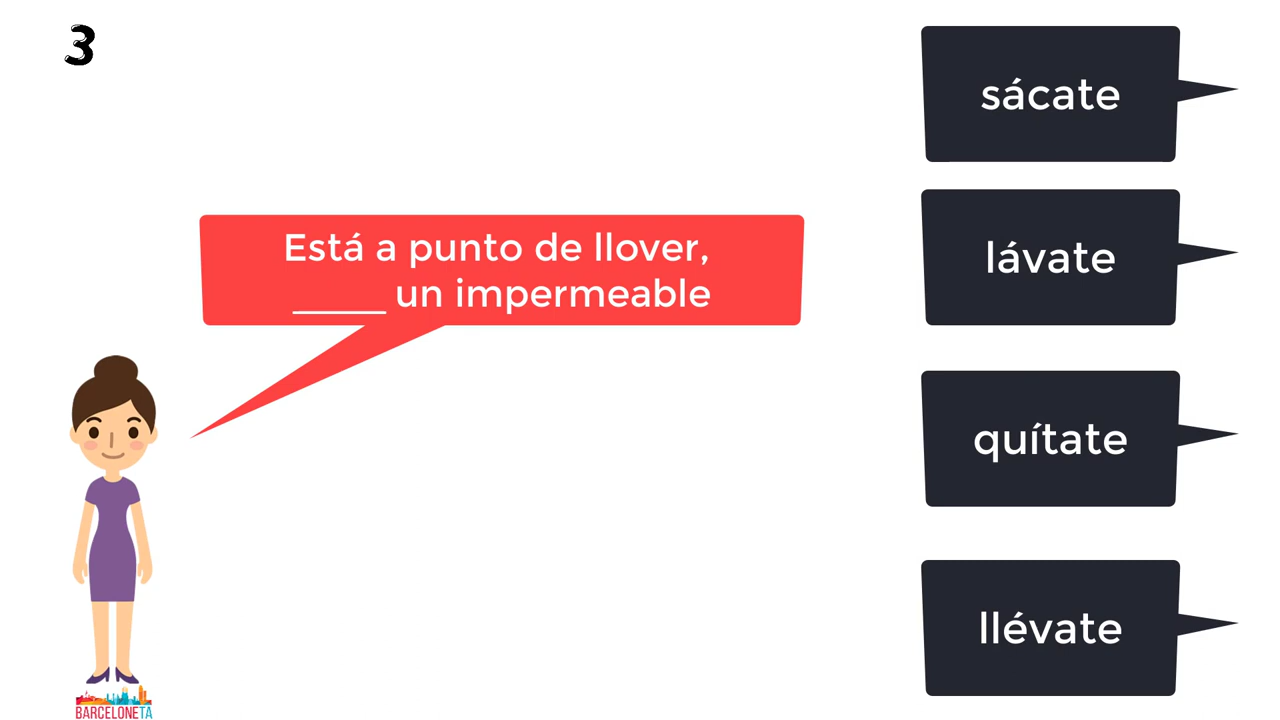 3
Está a punto de llover,
_____ un impermeable
sácate
lávate
quítate
llévate
BARCELONETA